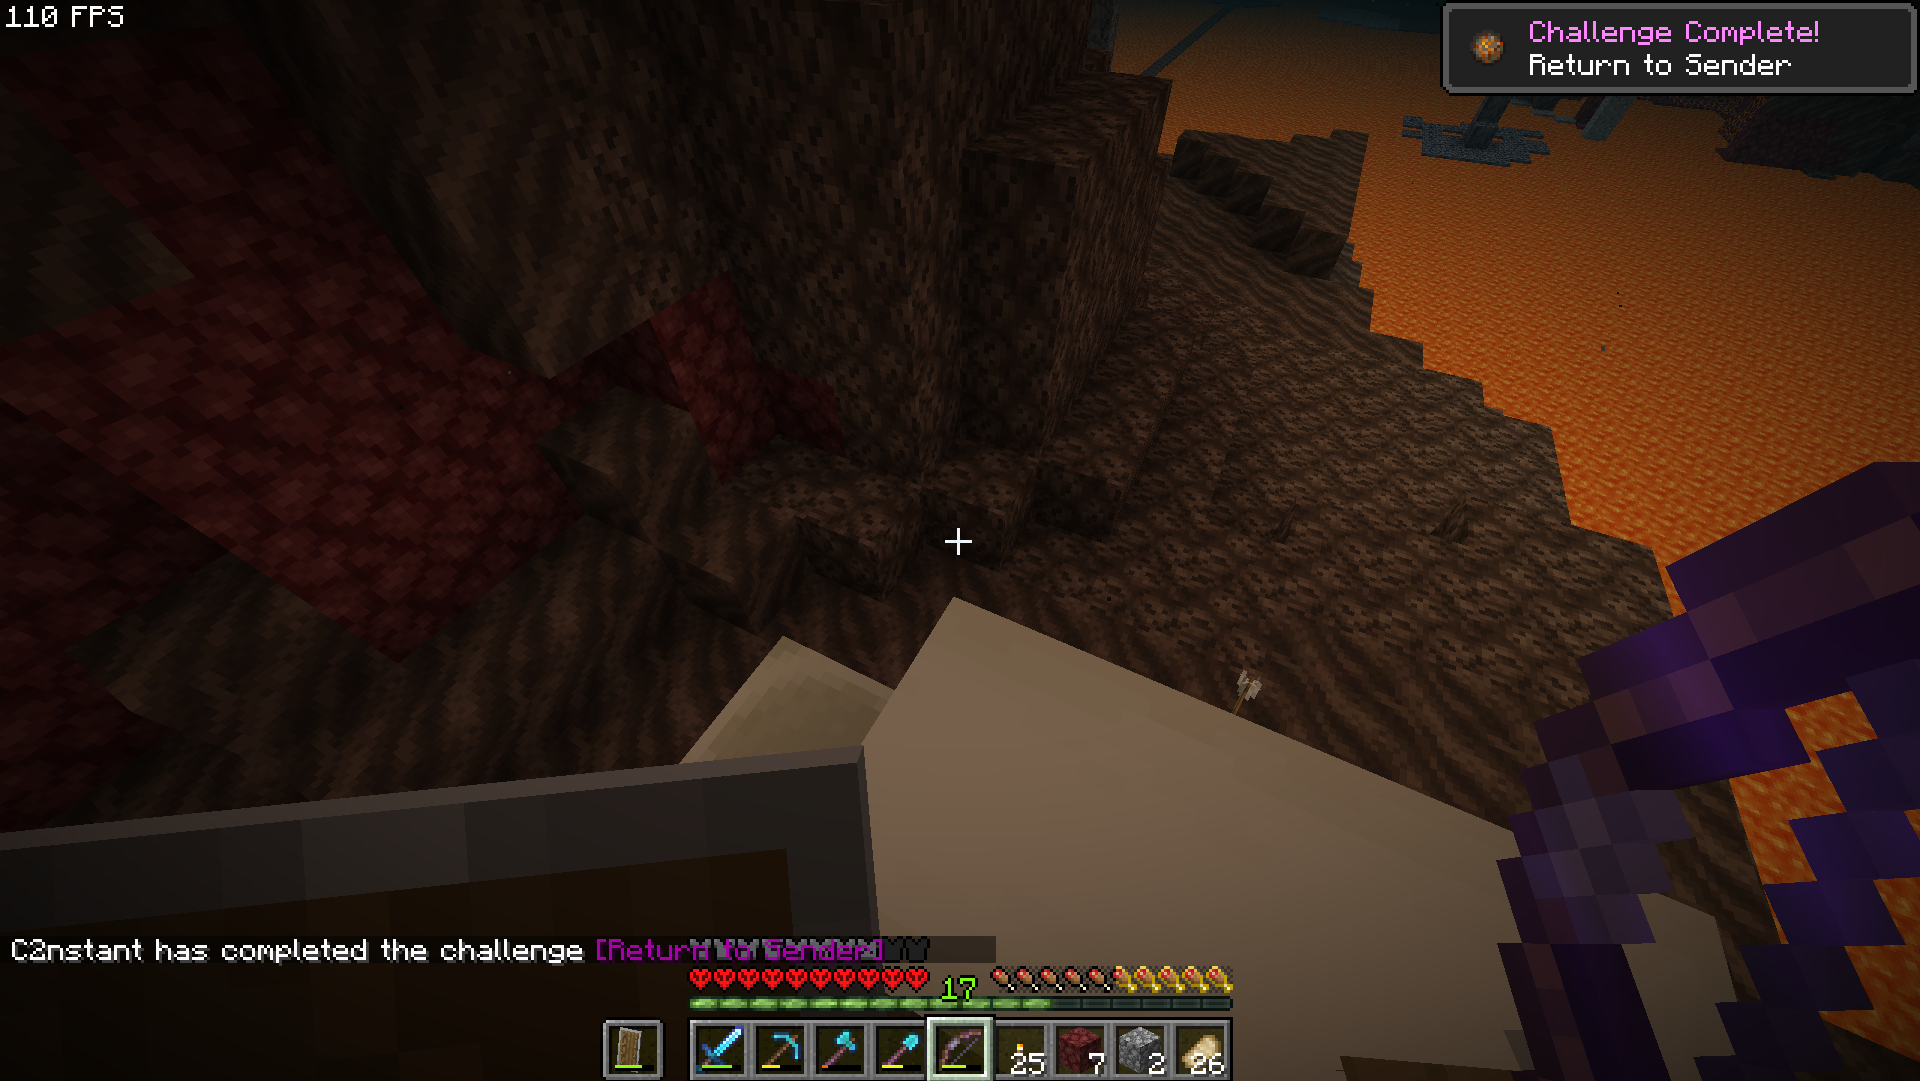 110 FPS
Challenge Complete!
Return to Sender
C2nstant has completed the challenge [Return to Sender]
17
25 7 2 26